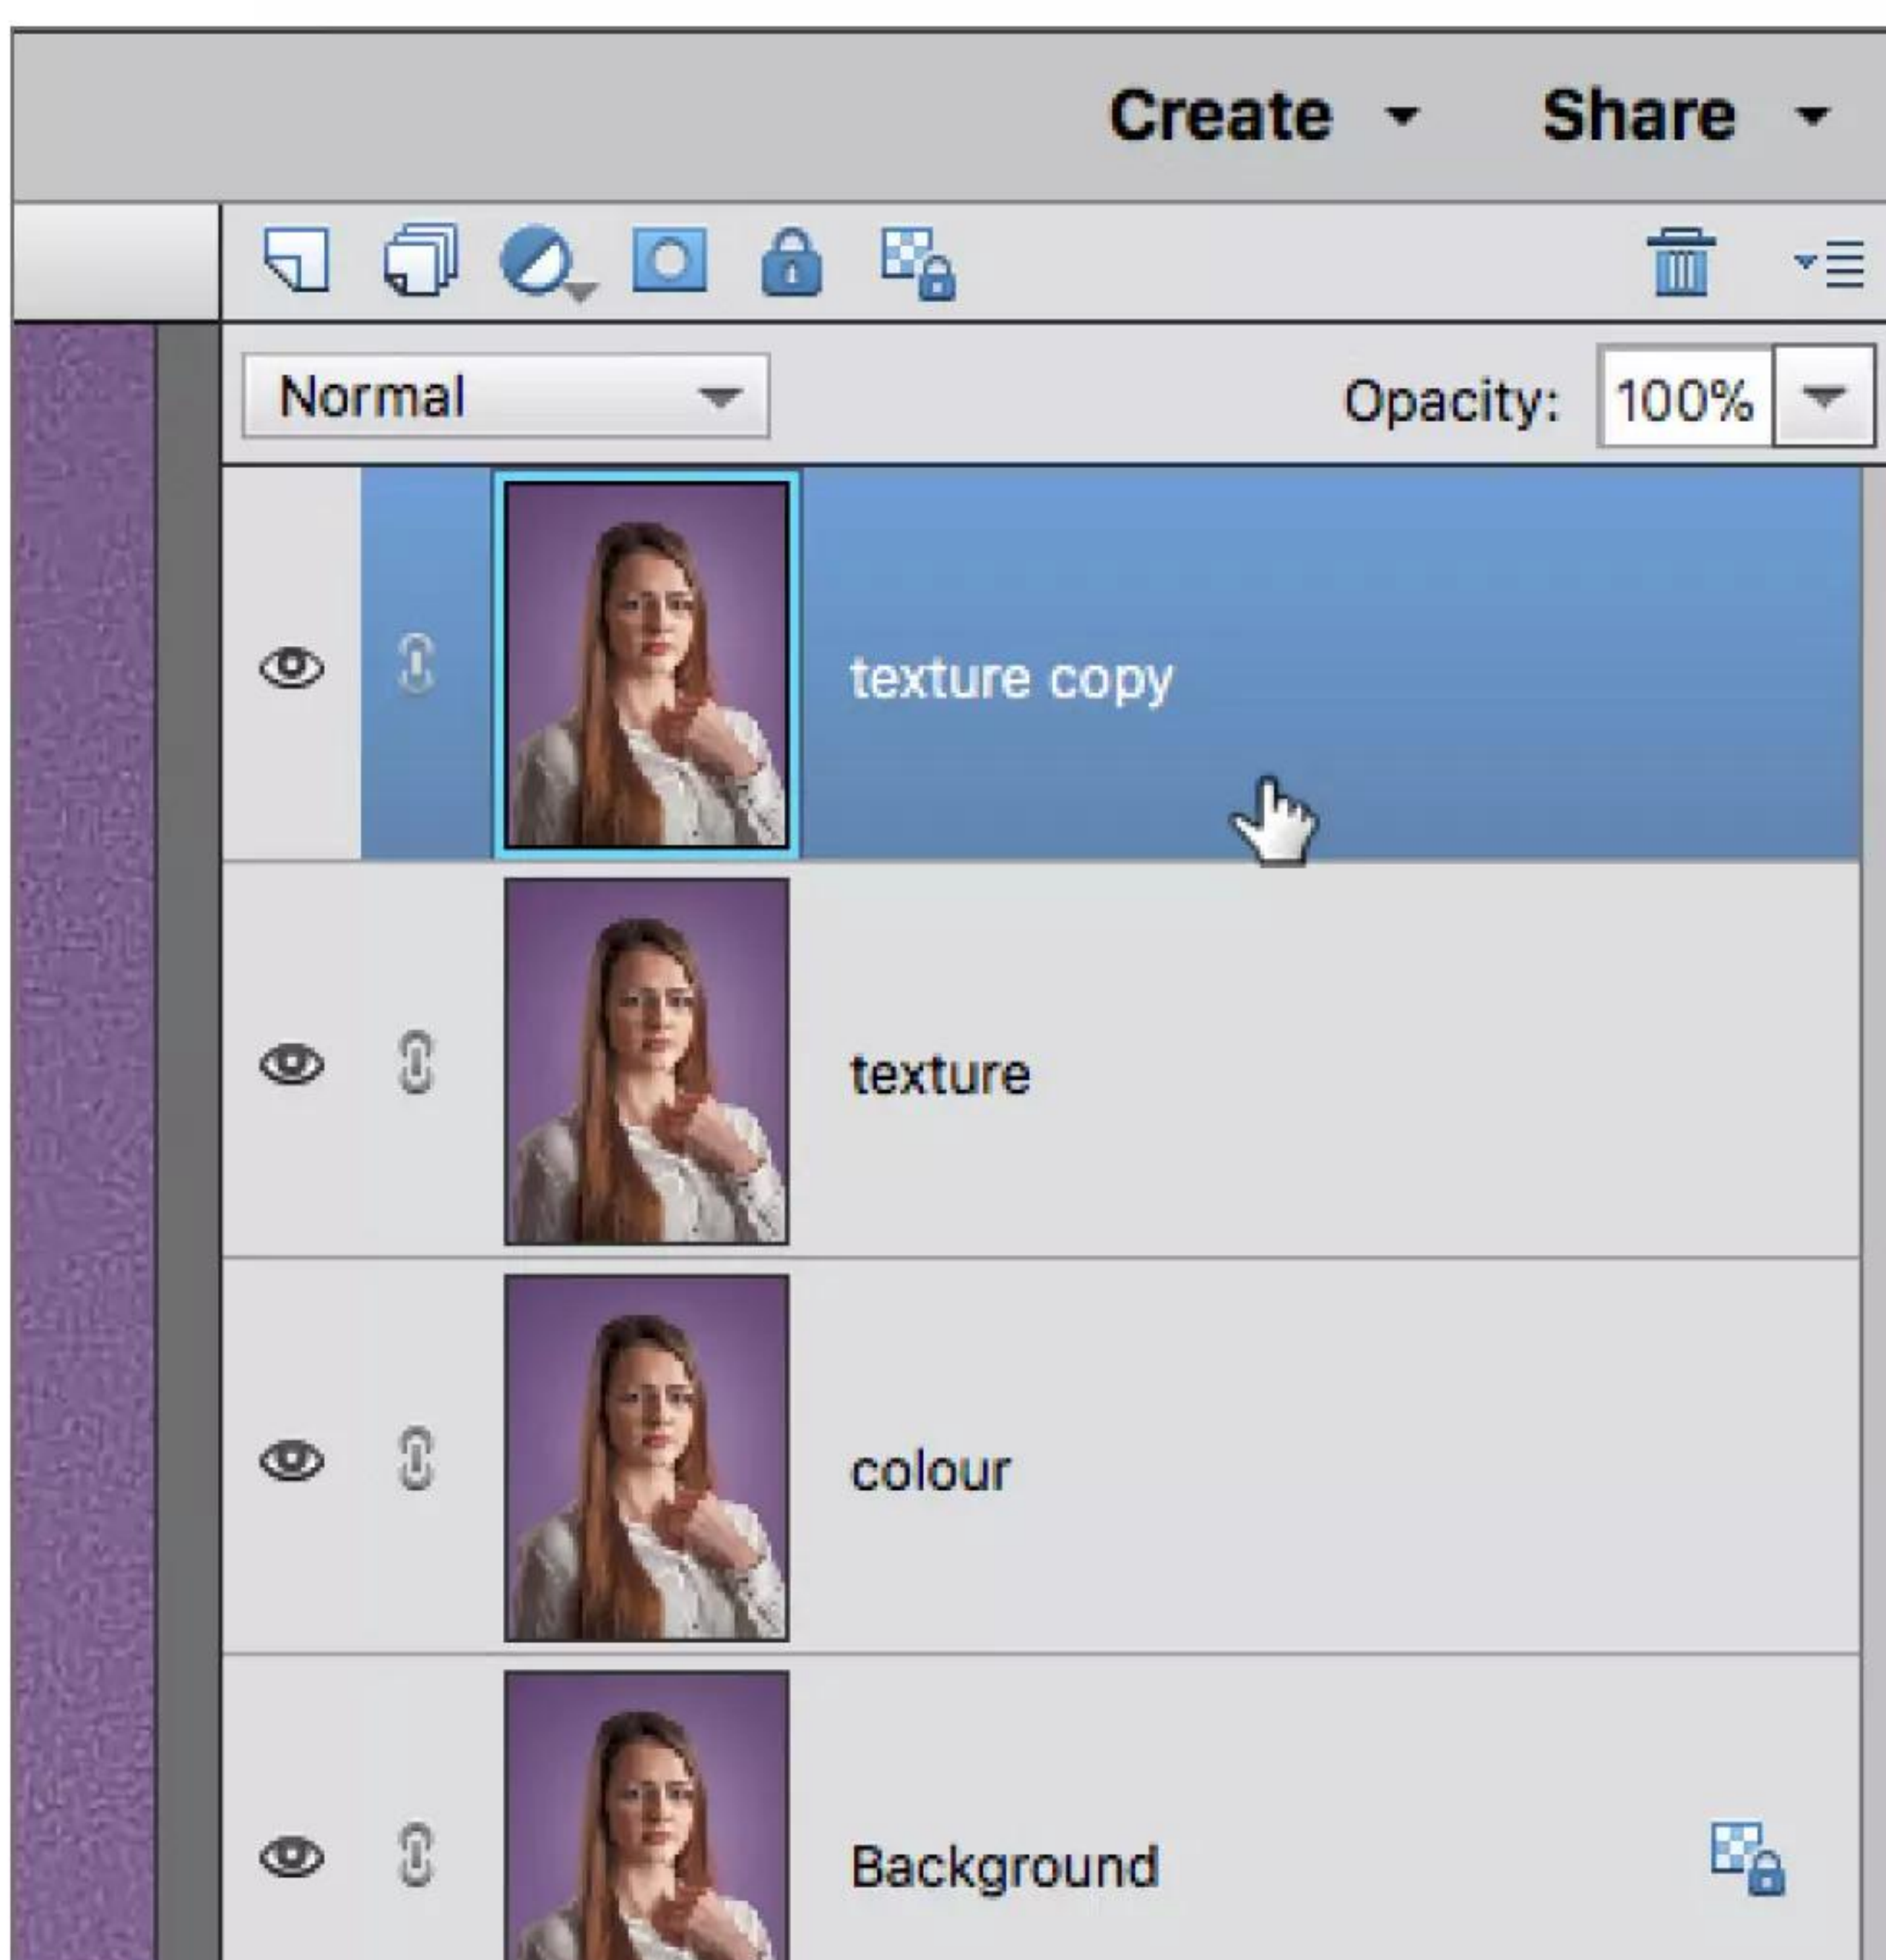 Create Share
Normal Opacity: 100%
texture copy
texture
colour
Background